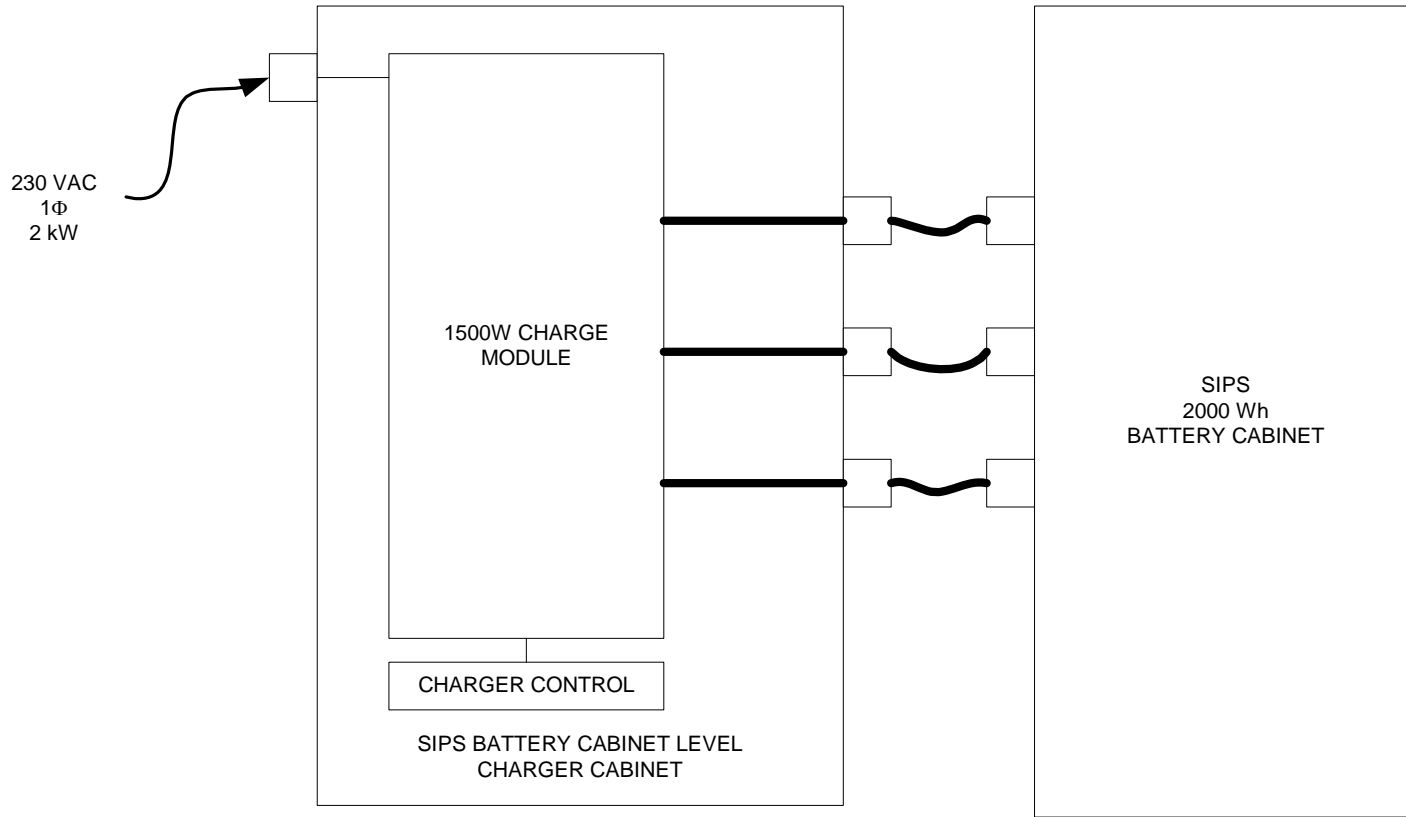 230 VAC
1Φ
2 kW
1500W CHARGE
MODULE
SIPS
2000 Wh
BATTERY CABINET
CHARGER CONTROL
SIPS BATTERY CABINET LEVEL
CHARGER CABINET